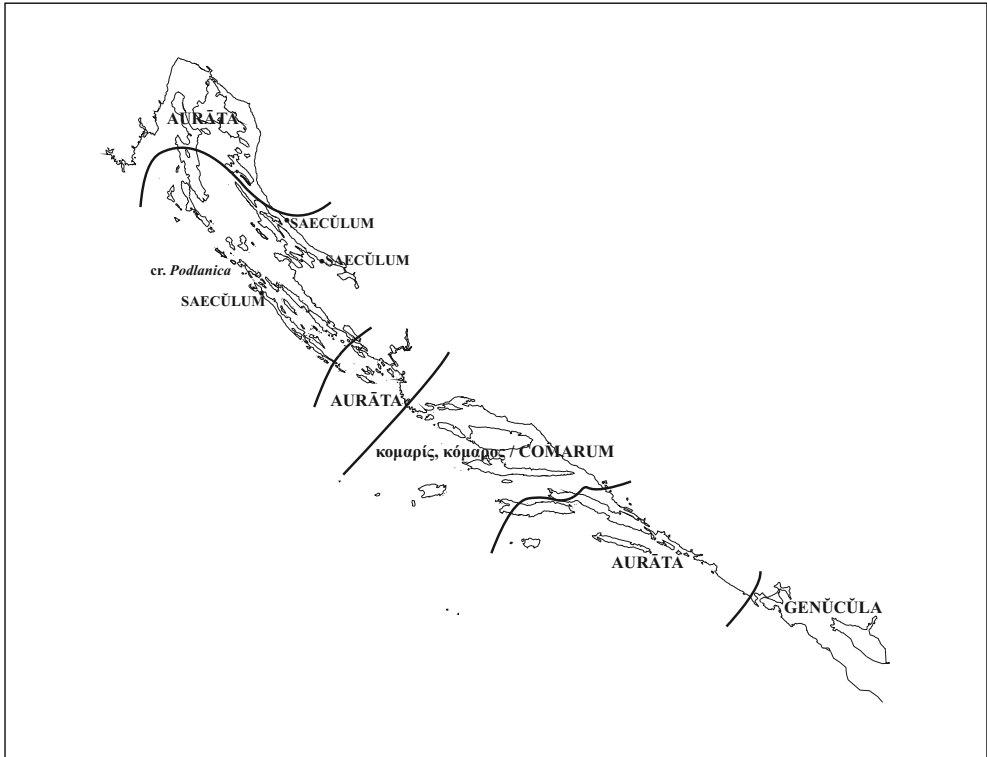 AURĀTA
SAECŬLUM
SAECŬLUM
cr. Podlanica
SAECŬLUM
AURĀTA
κομαρίς, κόμαρος / COMARUM
AURĀTA
GENŬCŬLA